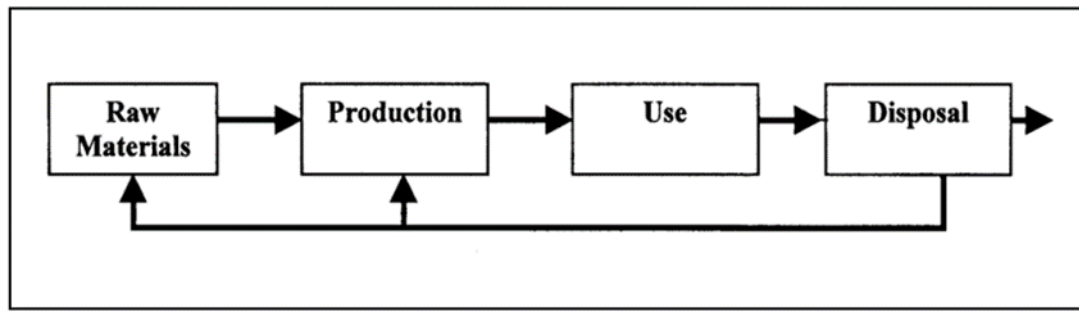 Raw
Materials
Production
Use
Disposal